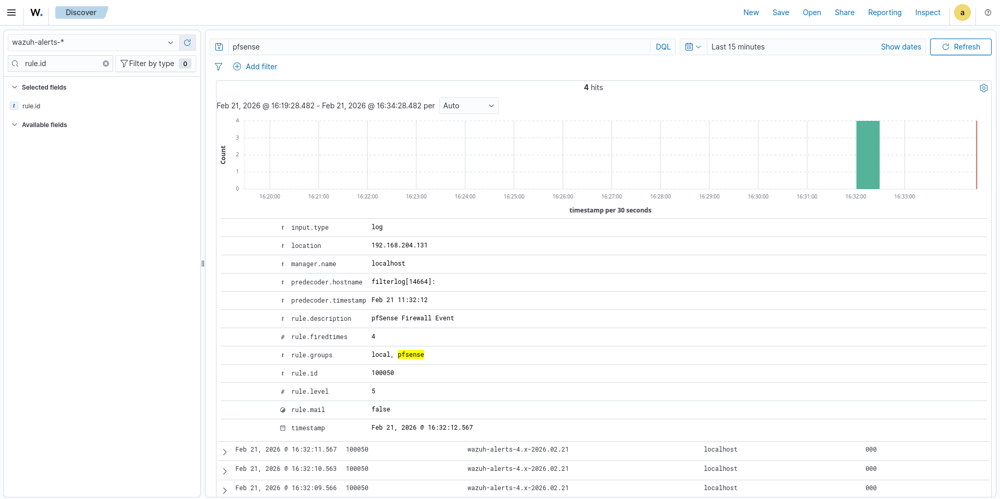 W. Discover New Save Open Share Reporting Inspect a
wazuh-alerts-*
pfsense DQL Last 15 minutes Show dates Refresh
rule.id Filter by type 0
Add filter
Selected fields
t rule.id
Available fields
4 hits
Feb 21, 2026 @ 16:19:28.482 - Feb 21, 2026 @ 16:34:28.482 per Auto
Count
4
3
2
1
0
16:20:00 16:21:00 16:22:00 16:23:00 16:24:00 16:25:00 16:26:00 16:27:00 16:28:00 16:29:00 16:30:00 16:31:00 16:32:00 16:33:00
timestamp per 30 seconds
t input.type log
t location 192.168.204.131
t manager.name localhost
t predecoder.hostname filterlog[14664]:
t predecoder.timestamp Feb 21 11:32:12
t rule.description pfSense Firewall Event
# rule.firedtimes 4
t rule.groups local, pfsense
t rule.id 100050
# rule.level 5
rule.mail false
timestamp Feb 21, 2026 @ 16:32:12.567
Feb 21, 2026 @ 16:32:11.567 100050 wazuh-alerts-4.x-2026.02.21 localhost 000
Feb 21, 2026 @ 16:32:10.563 100050 wazuh-alerts-4.x-2026.02.21 localhost 000
Feb 21, 2026 @ 16:32:09.566 100050 wazuh-alerts-4.x-2026.02.21 localhost 000